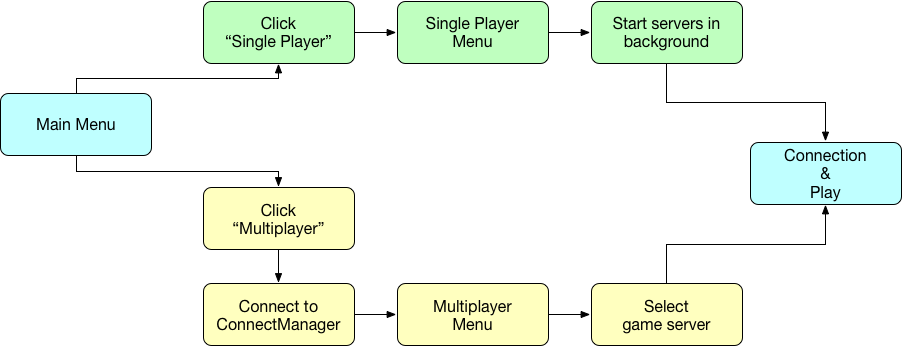 Click
“Single Player”
Single Player
Menu
Start servers in
background
Main Menu
Connection
&
Play
Click
“Multiplayer”
Connect to
ConnectManager
Multiplayer
Menu
Select
game server